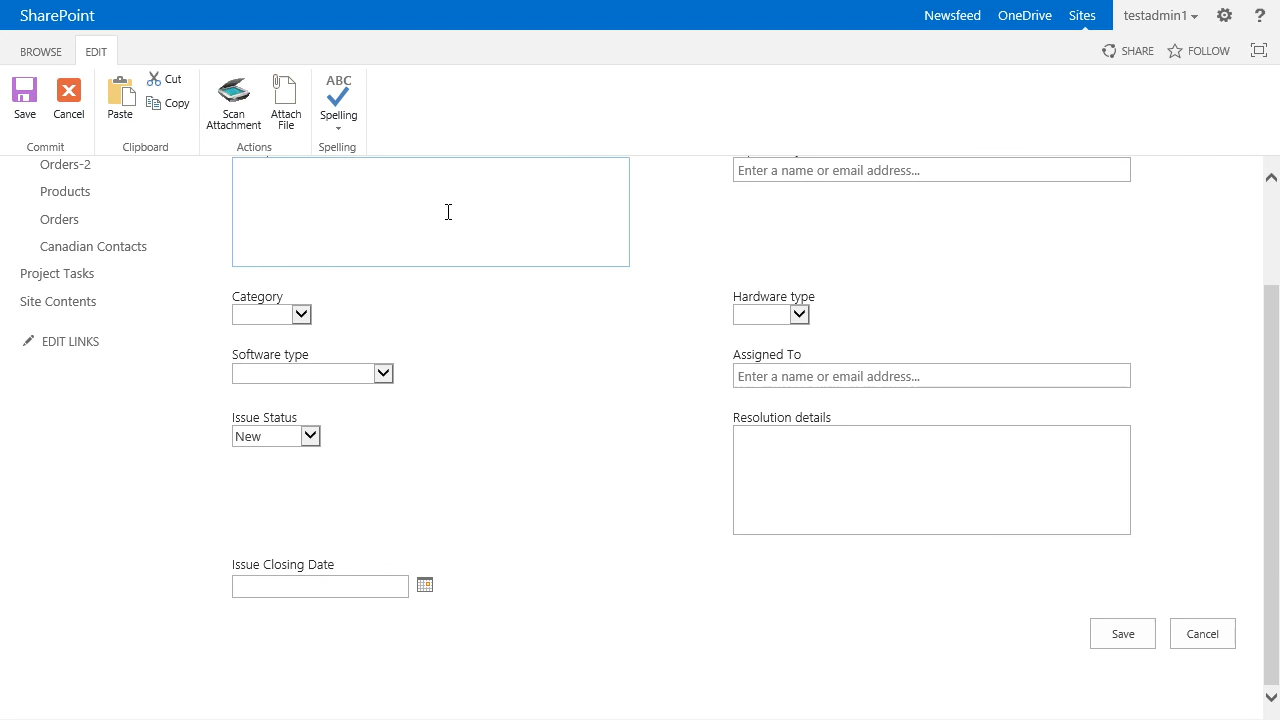 SharePoint
Newsfeed OneDrive Sites testadmin1 ?
BROWSE EDIT SHARE FOLLOW
Save Cancel Paste Cut Copy Scan Attachment Attach File ABC Spelling
Commit Clipboard Actions Spelling
Orders-2
Products
Orders
Canadian Contacts
Project Tasks
Site Contents
EDIT LINKS
Enter a name or email address...
Category
Hardware type
Software type
Assigned To
Enter a name or email address...
Issue Status
New
Resolution details
Issue Closing Date
Save Cancel